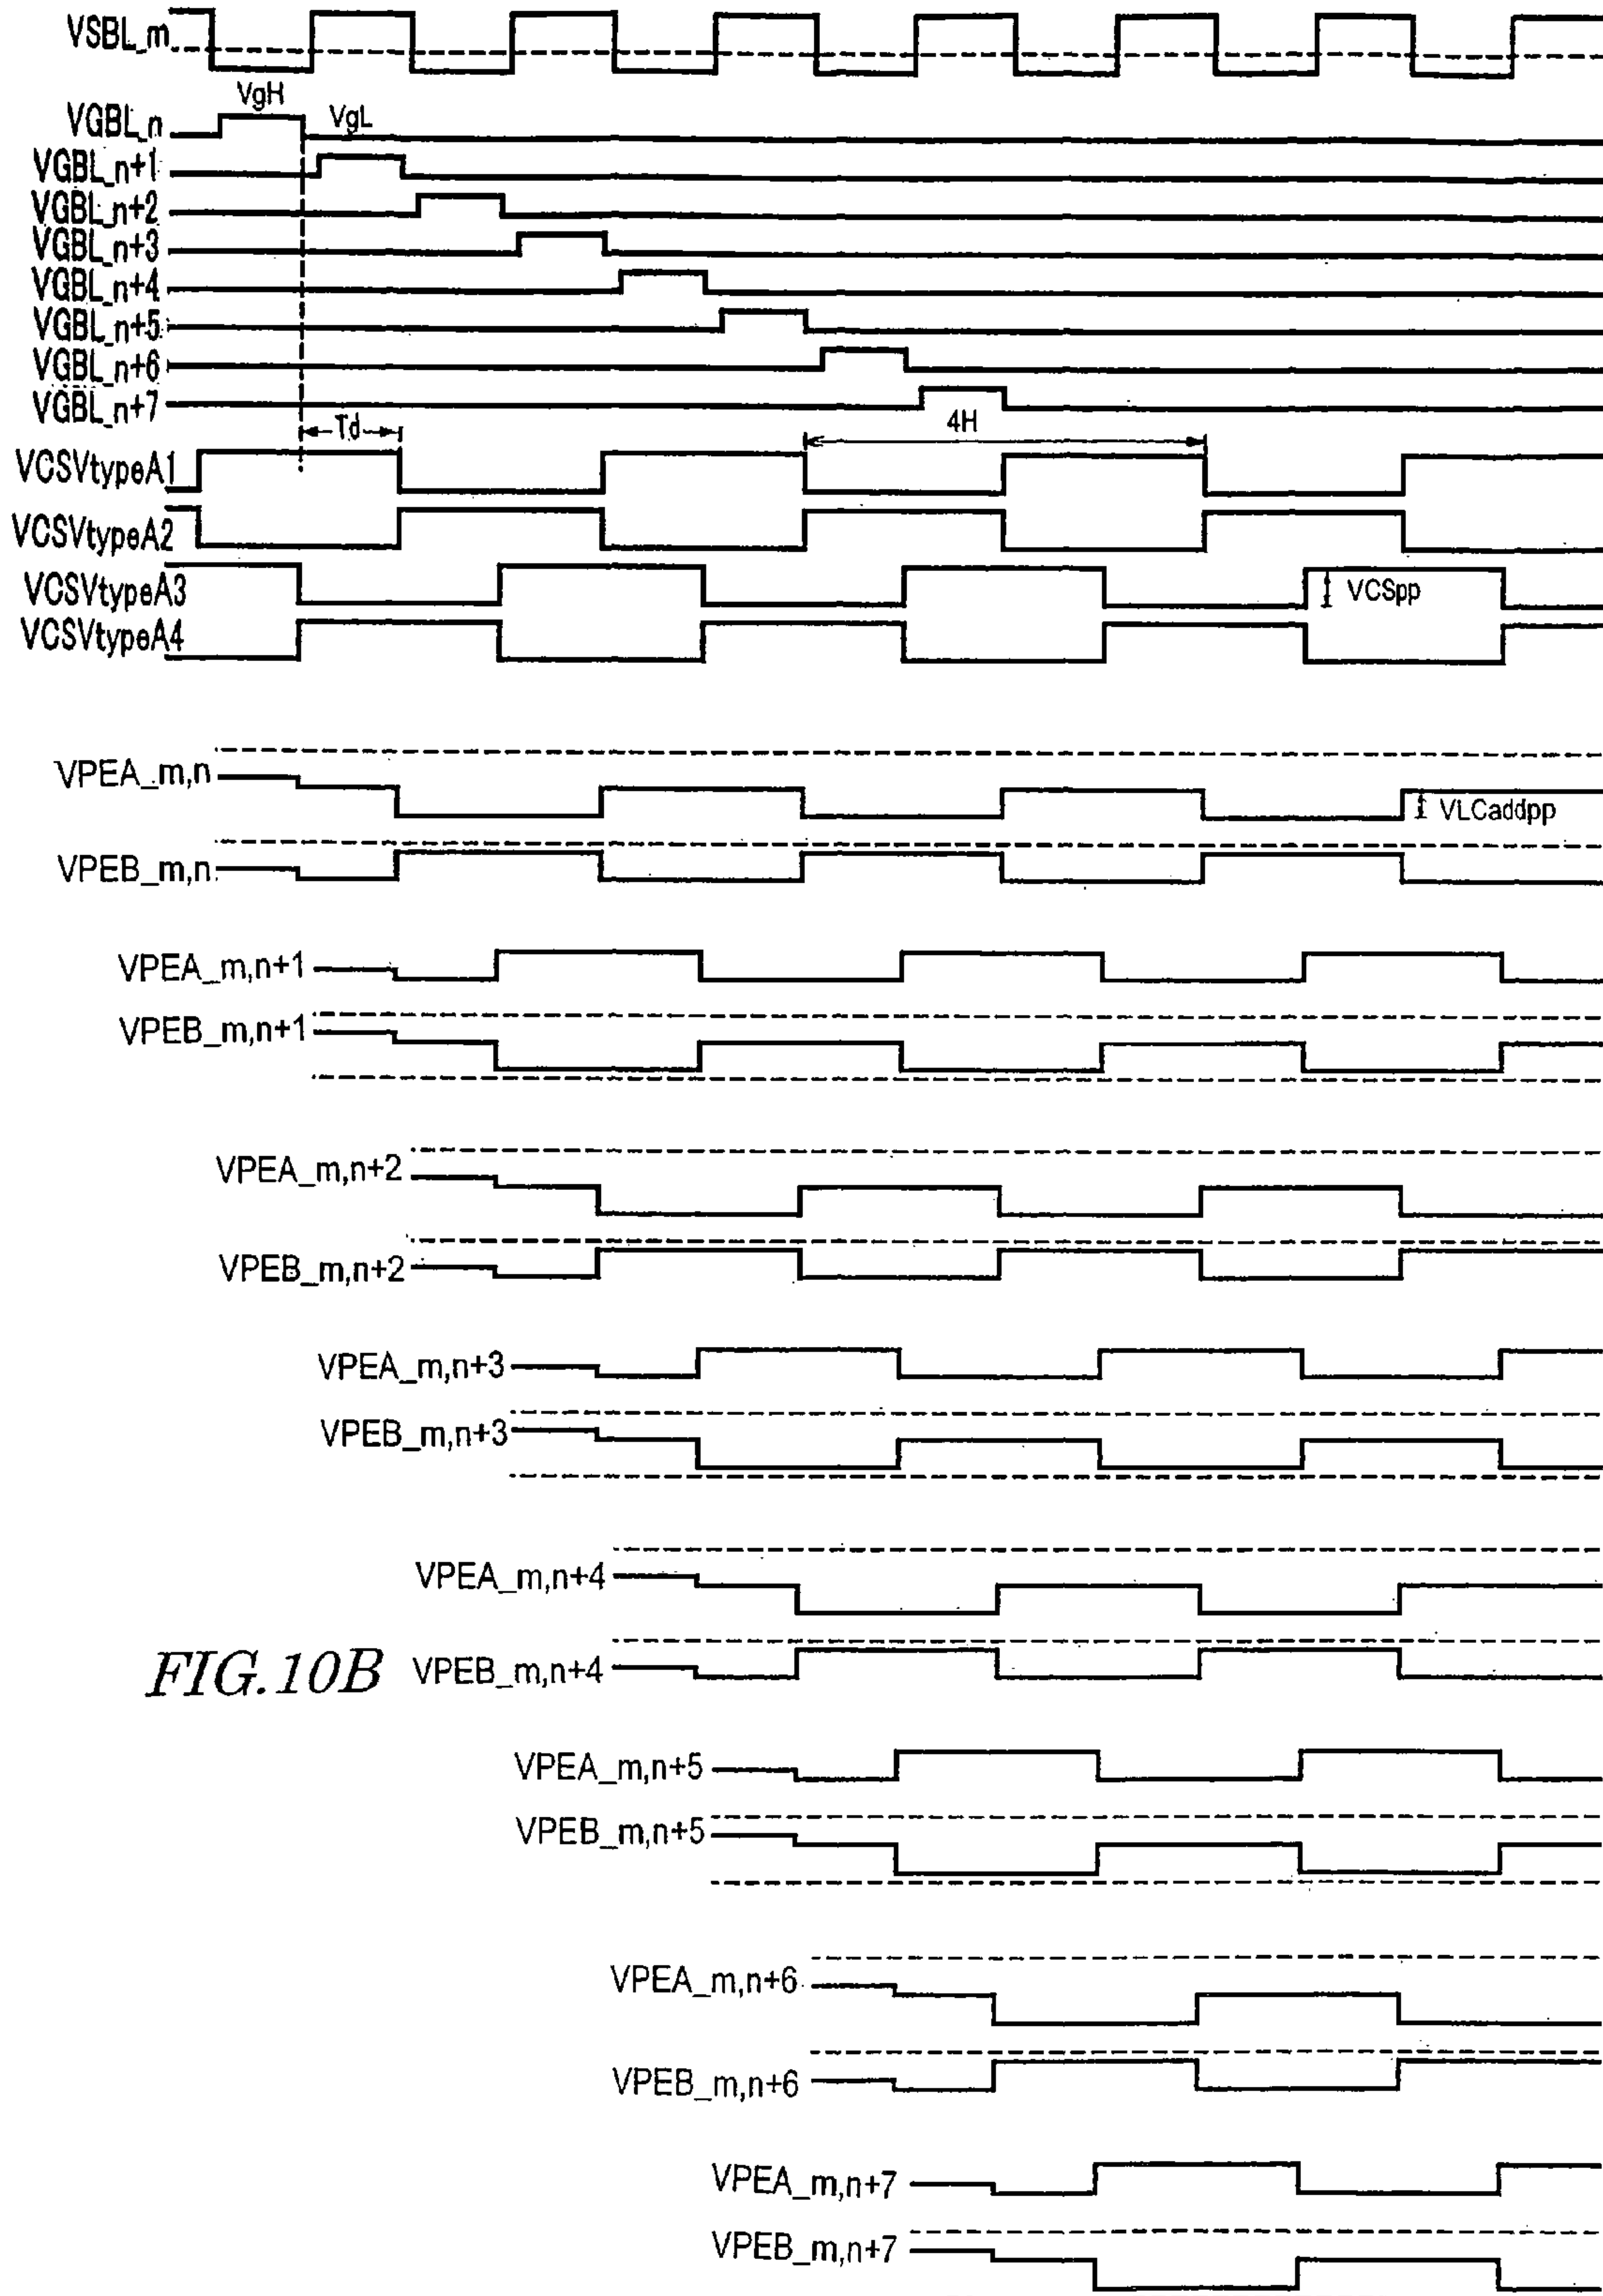 VSBL_m
VgH
VGBL_n
VgL
VGBL_n+1
VGBL_n+2
VGBL_n+3
VGBL_n+4
VGBL_n+5
VGBL_n+6
VGBL_n+7
Td
4H
VCSVtypeA1
VCSVtypeA2
VCSVtypeA3
VCSpp
VCSVtypeA4
VPEA_m,n
VLCaddpp
VPEB_m,n
VPEA_m,n+1
VPEB_m,n+1
VPEA_m,n+2
VPEB_m,n+2
VPEA_m,n+3
VPEB_m,n+3
VPEA_m,n+4
FIG.10B
VPEB_m,n+4
VPEA_m,n+5
VPEB_m,n+5
VPEA_m,n+6
VPEB_m,n+6
VPEA_m,n+7
VPEB_m,n+7